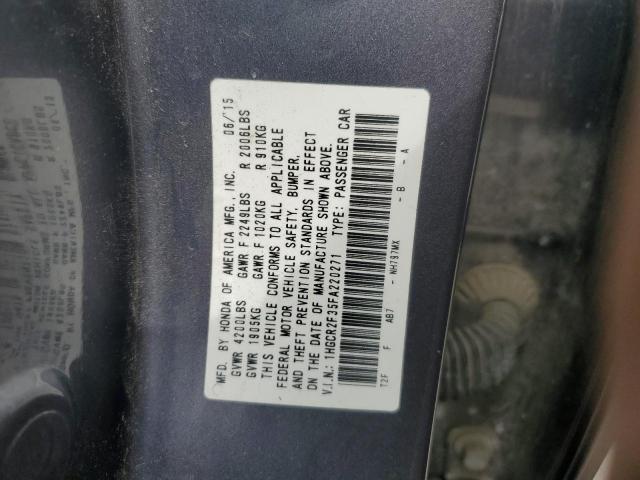 MFD. BY HONDA OF AMERICA MFG., INC. 06/15
GVWR 4200LBS GAWR F 2249LBS R 2006LBS
GVWR 1905KG GAWR F 1020KG R 910KG
THIS VEHICLE CONFORMS TO ALL APPLICABLE
FEDERAL MOTOR VEHICLE SAFETY, BUMPER,
AND THEFT PREVENTION STANDARDS IN EFFECT
ON THE DATE OF MANUFACTURE SHOWN ABOVE.
V.I.N.: 1HGCR2F35FA220271 TYPE: PASSENGER CAR
T2F F AB7 - NH797MX - B - A